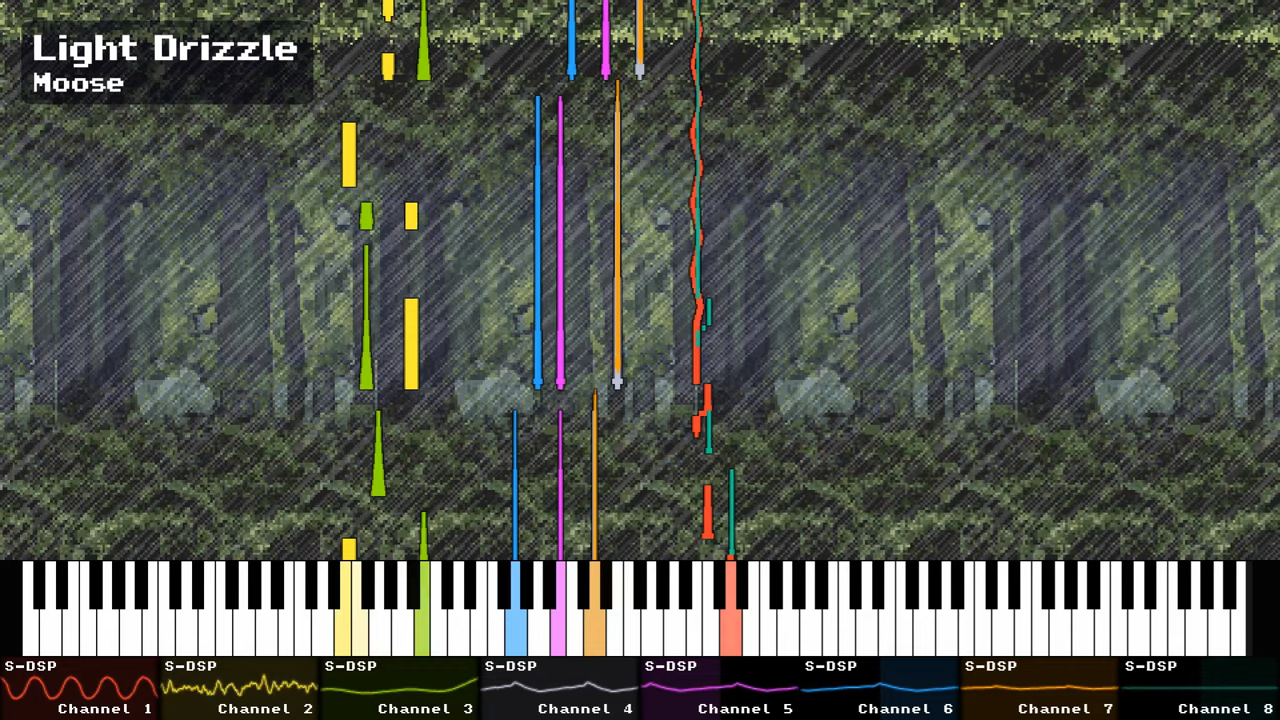 Light Drizzle
Moose
S-DSP S-DSP S-DSP S-DSP S-DSP S-DSP S-DSP S-DSP
Channel 1 Channel 2 Channel 3 Channel 4 Channel 5 Channel 6 Channel 7 Channel 8